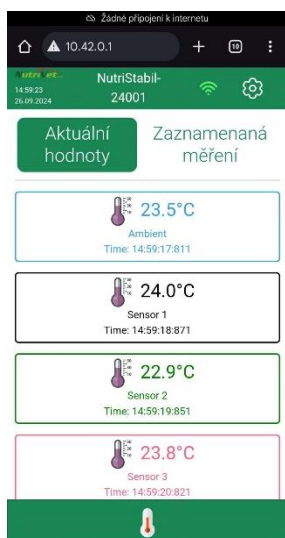 Žádné připojení k internetu
10.42.0.1
10
NutriStabil-
24001
14:59:23
26.09.2024
Aktuální
hodnoty
Zaznamenaná
měření
23.5°C
Ambient
Time: 14:59:17:811
24.0°C
Sensor 1
Time: 14:59:18:871
22.9°C
Sensor 2
Time: 14:59:19:851
23.8°C
Sensor 3
Time: 14:59:20:821